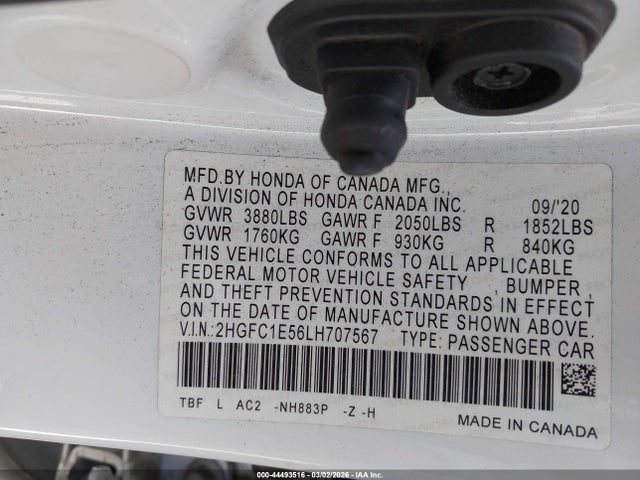 MFD.BY HONDA OF CANADA MFG.,
A DIVISION OF HONDA CANADA INC. 09/'20
GVWR 3880LBS GAWR F 2050LBS R 1852LBS
GVWR 1760KG GAWR F 930KG R 840KG
THIS VEHICLE CONFORMS TO ALL APPLICABLE
FEDERAL MOTOR VEHICLE SAFETY , BUMPER ,
AND THEFT PREVENTION STANDARDS IN EFFECT
ON THE DATE OF MANUFACTURE SHOWN ABOVE.
V.I.N.:2HGFC1E56LH707567 TYPE: PASSENGER CAR
TBF L AC2 -NH883P -Z -H
MADE IN CANADA
000-44493516 - 03/02/2026 - IAA Inc.